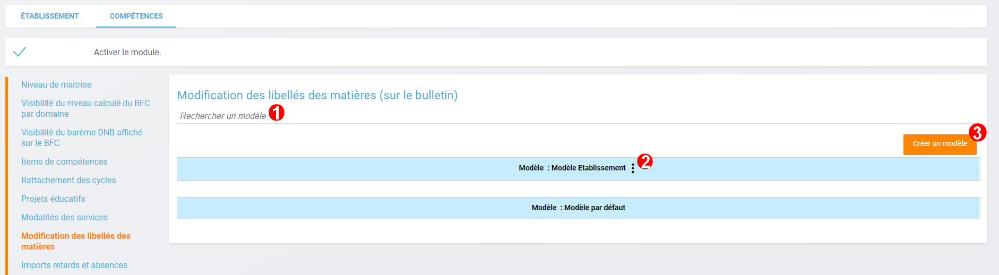 ÉTABLISSEMENT COMPÉTENCES
Activer le module.
Niveau de maitrise
Visibilité du niveau calculé du BFC
par domaine
Visibilité du barème DNB affiché
sur le BFC
Items de compétences
Rattachement des cycles
Projets éducatifs
Modalités des services
Modification des libellés des
matières
Imports retards et absences
Modification des libellés des matières (sur le bulletin)
Rechercher un modèle 1
3
Créer un modèle
Modèle : Modèle Etablissement 2
Modèle : Modèle par défaut